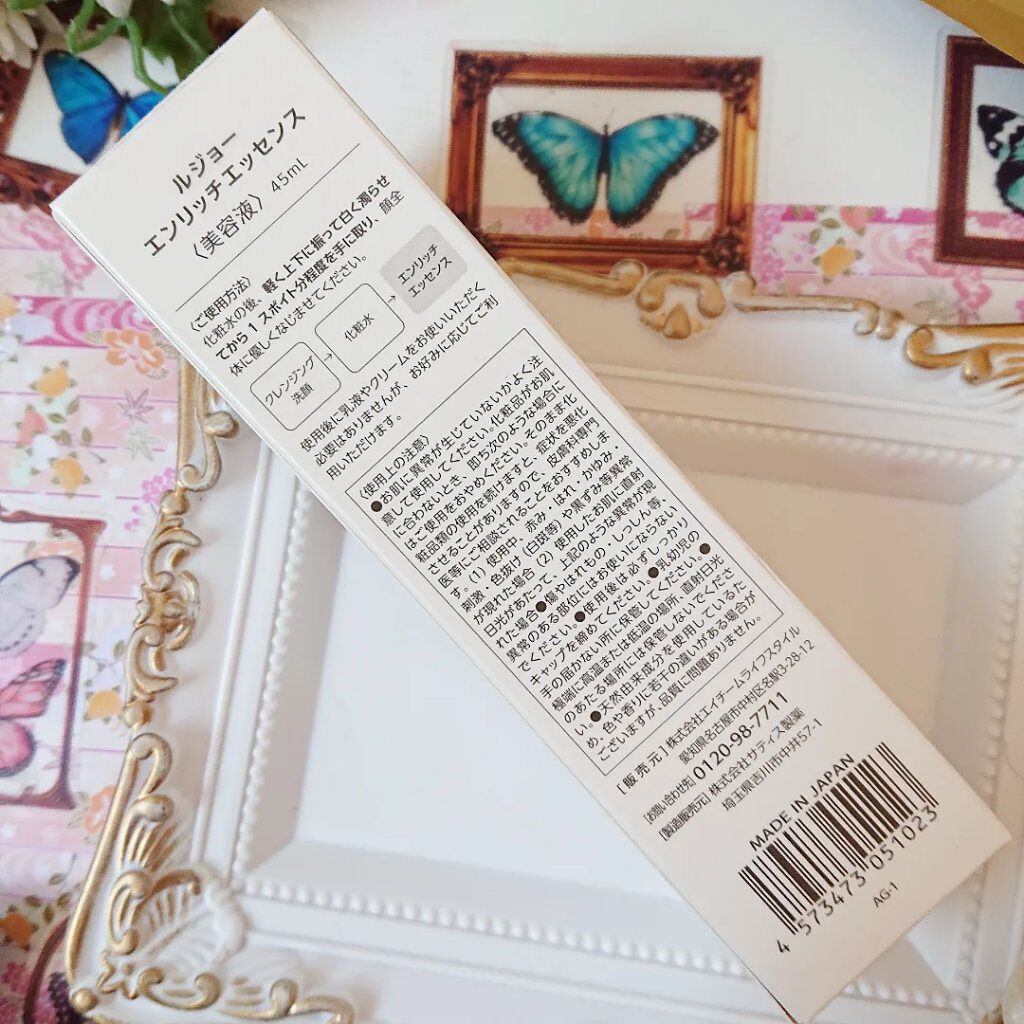 ルジョー
エンリッチエッセンス
〈美容液〉 45mL
〈ご使用方法〉
化粧水の後、軽く上下に振って白く濁らせ
てから1スポイト分程度を手に取り、顔全
体に優しくなじませてください。
クレンジング
洗顔
→
化粧水
→
エンリッチ
エッセンス
使用後に乳液やクリームをお使いいただく
必要はありませんが、お好みに応じてご利
用いただけます。
〈使用上の注意〉
●お肌に異常が生じていないかよく注
意して使用してください。化粧品がお肌
に合わないとき、即ち次のような場合に
はご使用をおやめください。そのまま化
粧品類の使用を続けますと、症状を悪化
させることがありますので、皮膚科専門
医等にご相談されることをおすすめしま
す。(1) 使用中、赤み・はれ・かゆみ・
刺激・色抜け(白斑等)や黒ずみ等異常
が現れた場合 (2) 使用したお肌に直射
日光があたって、上記のような異常が現
れた場合●傷やはれもの・しっしん等、
異常のある部位にはお使いにならない
でください。●使用後は必ずしっかり
キャップを締めてください。●乳幼児の
手の届かない所に保管してください。●
極端に高温または低温の場所、直射日光
のあたる場所には保管しないでくださ
い。●天然由来成分を使用しているた
め、色や香りに若干の違いがある場合が
ございますが、品質に問題ありません。
[販売元] 株式会社エイチームライフスタイル
愛知県名古屋市中村区名駅3-28-12
[お問い合わせ先] 0120-98-7711
[製造販売元] 株式会社サティス製薬
埼玉県吉川市中井57-1
MADE IN JAPAN
4 573473 051023
AG-1